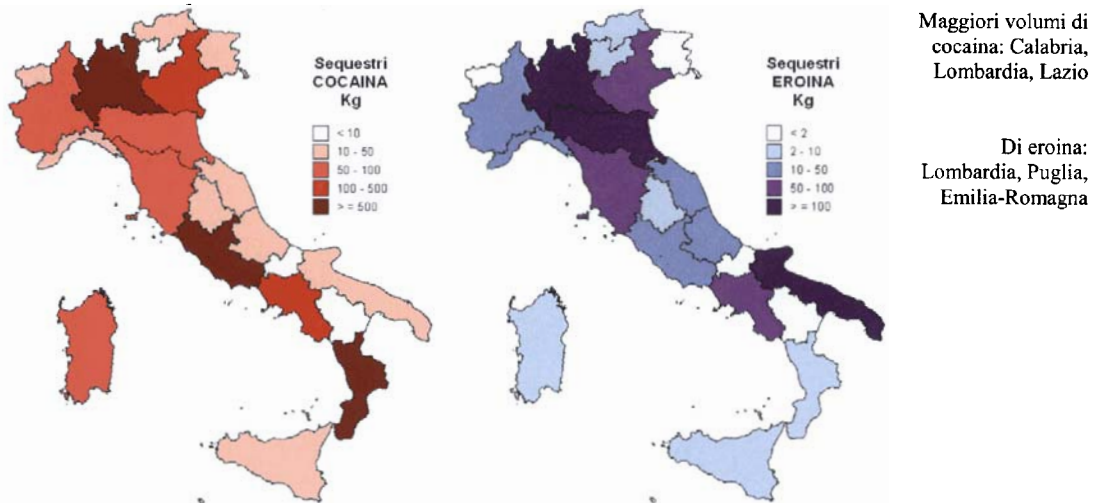 Sequestri
COCAINA
Kg
< 10
10 - 50
50 - 100
100 - 500
> = 500
Sequestri
EROINA
Kg
< 2
2 - 10
10 - 50
50 - 100
> = 100
Maggiori volumi di
cocaina: Calabria,
Lombardia, Lazio
Di eroina:
Lombardia, Puglia,
Emilia-Romagna